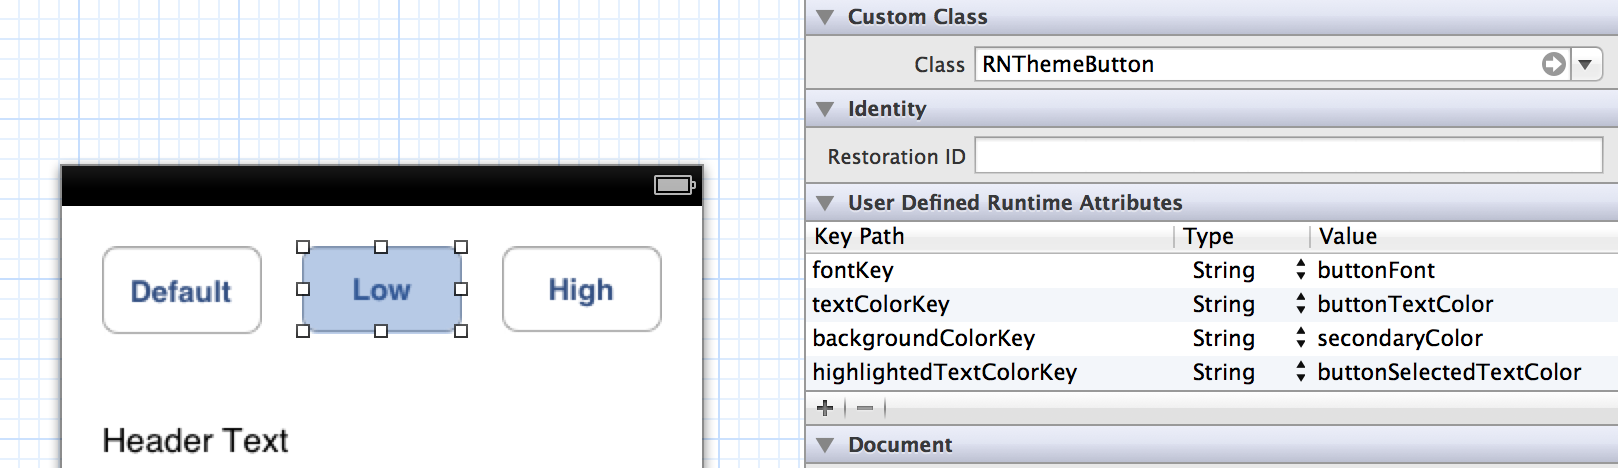 Default
Low
High
Header Text
Custom Class
Class RNThemeButton
Identity
Restoration ID
User Defined Runtime Attributes
Key Path Type Value
fontKey String buttonFont
textColorKey String buttonTextColor
backgroundColorKey String secondaryColor
highlightedTextColorKey String buttonSelectedTextColor
Document